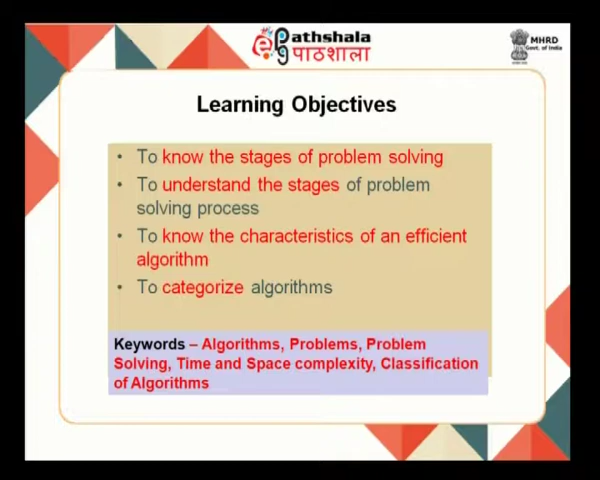 Pathshala
पाठशाला
MHRD
Govt. of India
Learning Objectives
• To know the stages of problem solving
• To understand the stages of problem
solving process
• To know the characteristics of an efficient
algorithm
• To categorize algorithms
Keywords – Algorithms, Problems, Problem
Solving, Time and Space complexity, Classification
of Algorithms